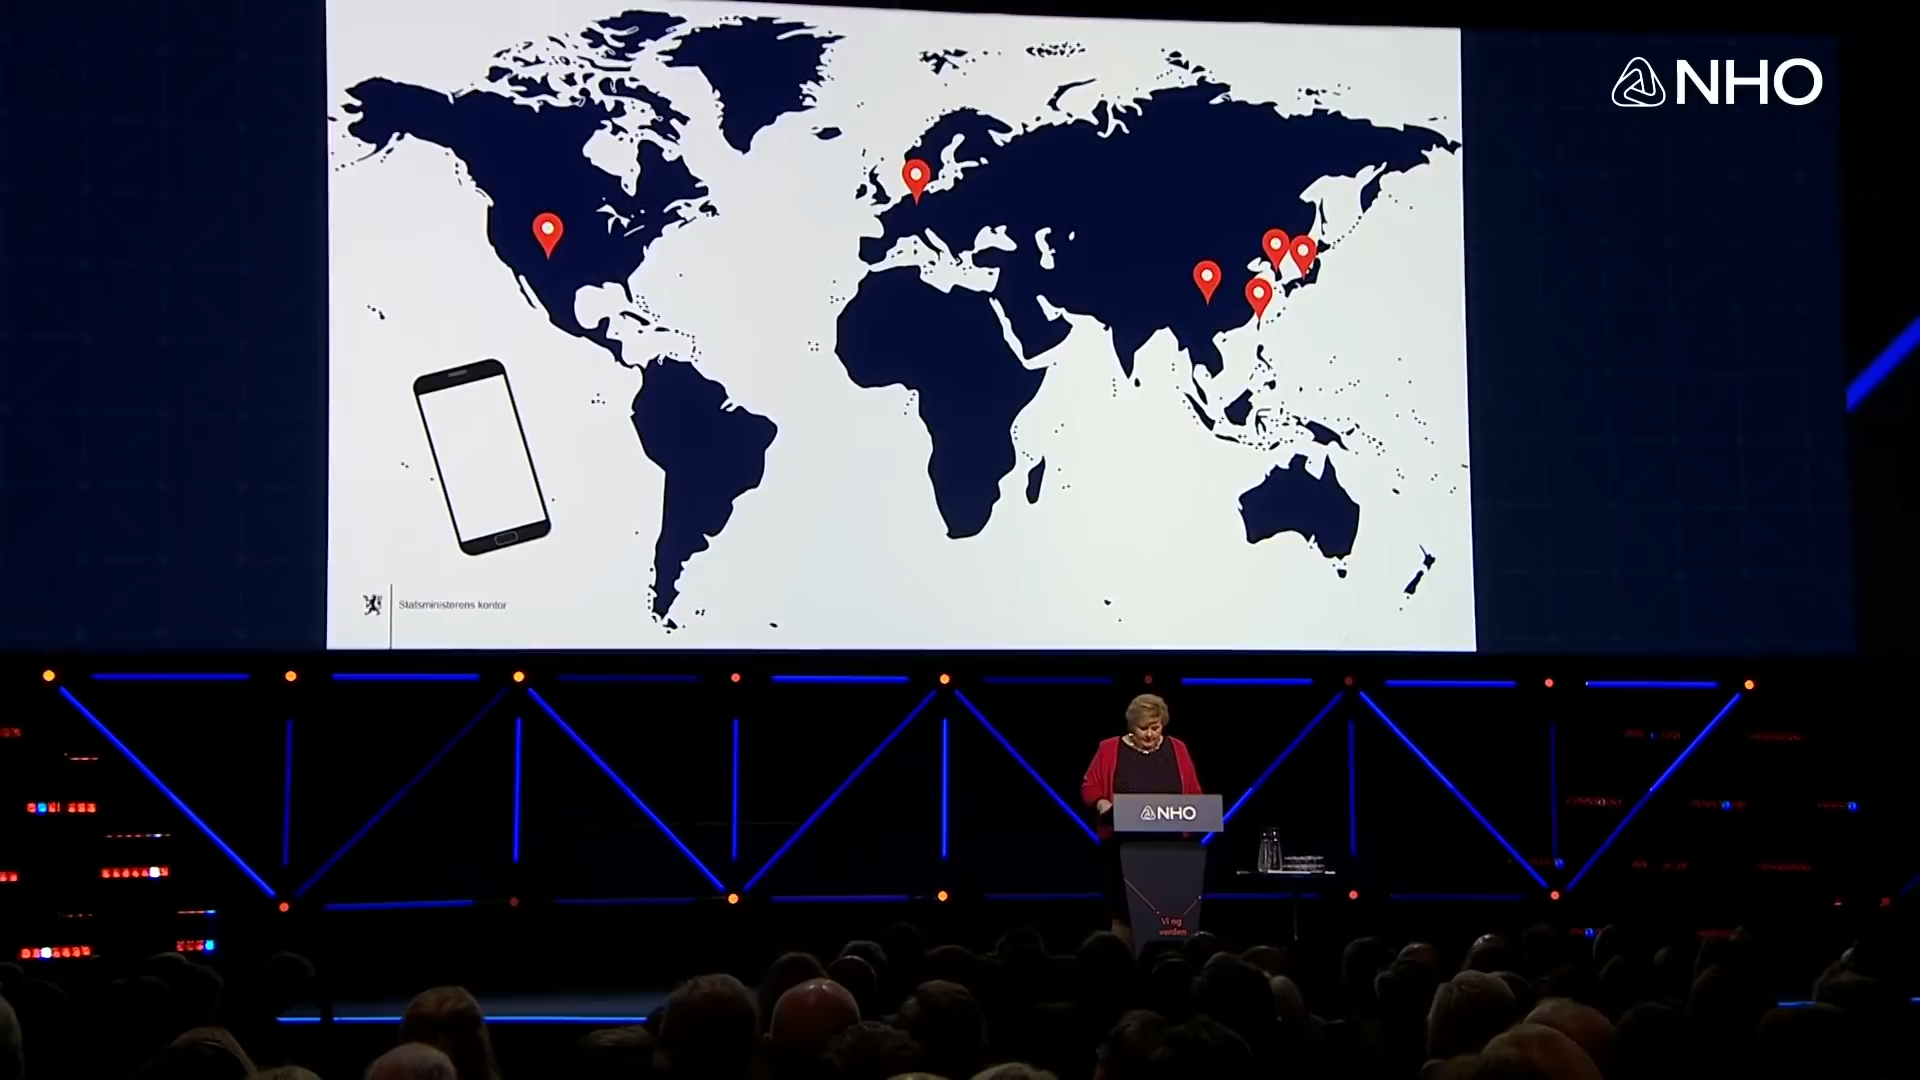 NHO
Statsministerens kontor
NHO
Vi og
verden